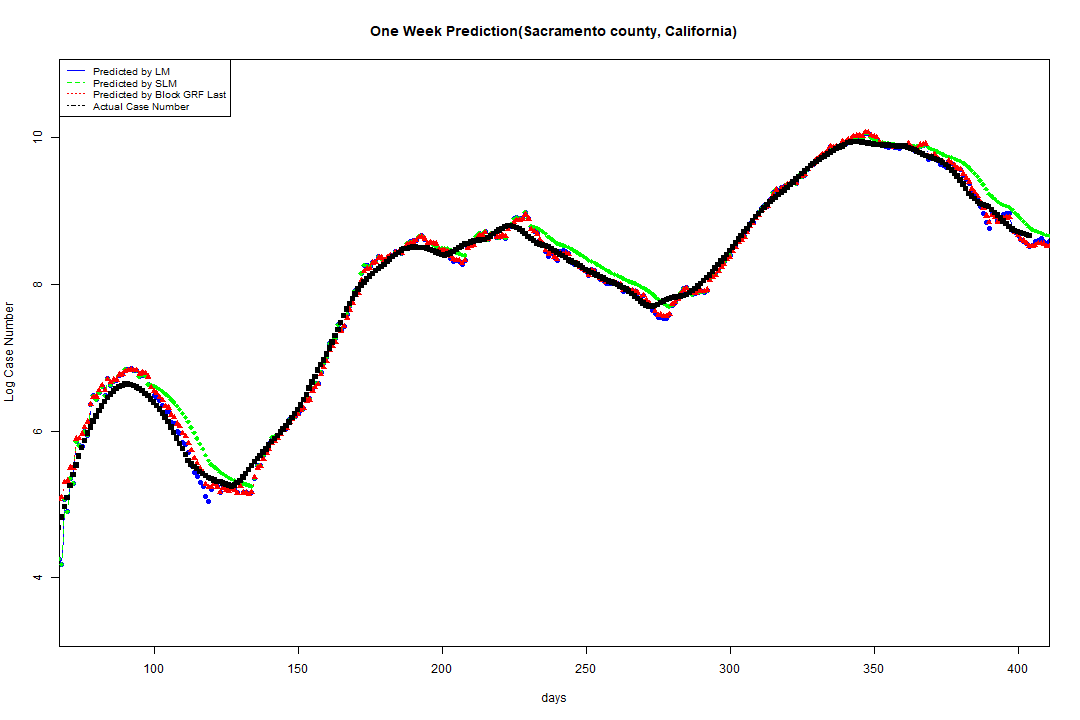 One Week Prediction(Sacramento county, California)
Predicted by LM
Predicted by SLM
Predicted by Block GRF Last
Actual Case Number
10
8
6
4
Log Case Number
100 150 200 250 300 350 400
days